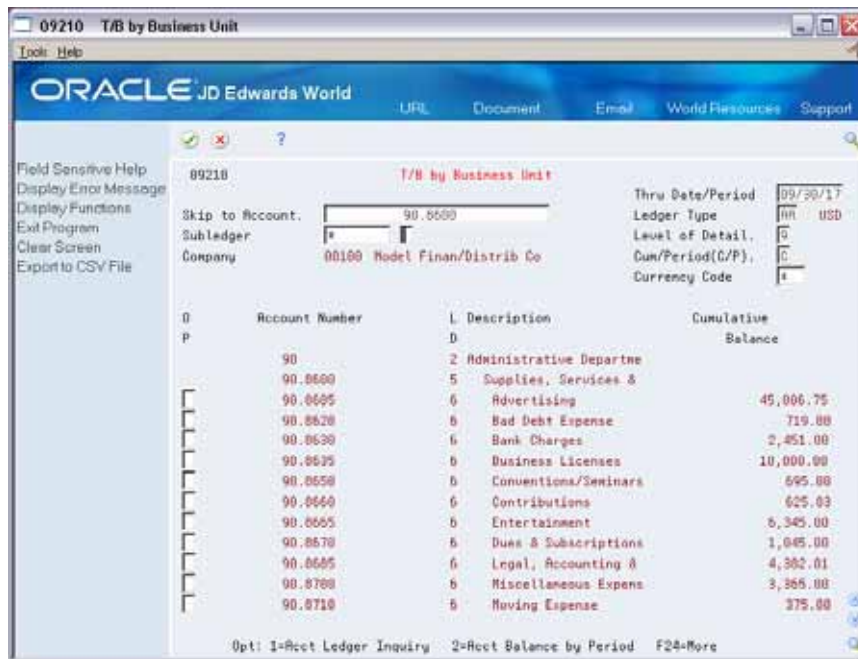 09210 T/B by Business Unit
Tools Help
ORACLE JD Edwards World
URL Document Email World Resources Support
?
Field Sensitive Help
Display Error Message
Display Functions
Exit Program
Clear Screen
Export to CSV File
09210 T/B by Business Unit
Thru Date/Period 09/30/17
Skip to Account. 90.8600 Ledger Type AA USD
Subledger * Level of Detail. 9
Company 00100 Model Finan/Distrib Co Cum/Period(C/P). C
Currency Code *
O Account Number L Description Cumulative
P D Balance
90 2 Administrative Departme
90.8600 5 Supplies, Services &
90.8605 6 Advertising 45,006.75
90.8620 6 Bad Debt Expense 719.00
90.8630 6 Bank Charges 2,451.00
90.8635 6 Business Licenses 10,000.00
90.8650 6 Conventions/Seminars 695.00
90.8660 6 Contributions 625.03
90.8665 6 Entertainment 6,345.00
90.8670 6 Dues & Subscriptions 1,045.00
90.8685 6 Legal, Accounting & 4,302.01
90.8700 6 Miscellaneous Expens 3,365.00
90.8710 6 Moving Expense 375.00
Opt: 1=Acct Ledger Inquiry 2=Acct Balance by Period F24=More